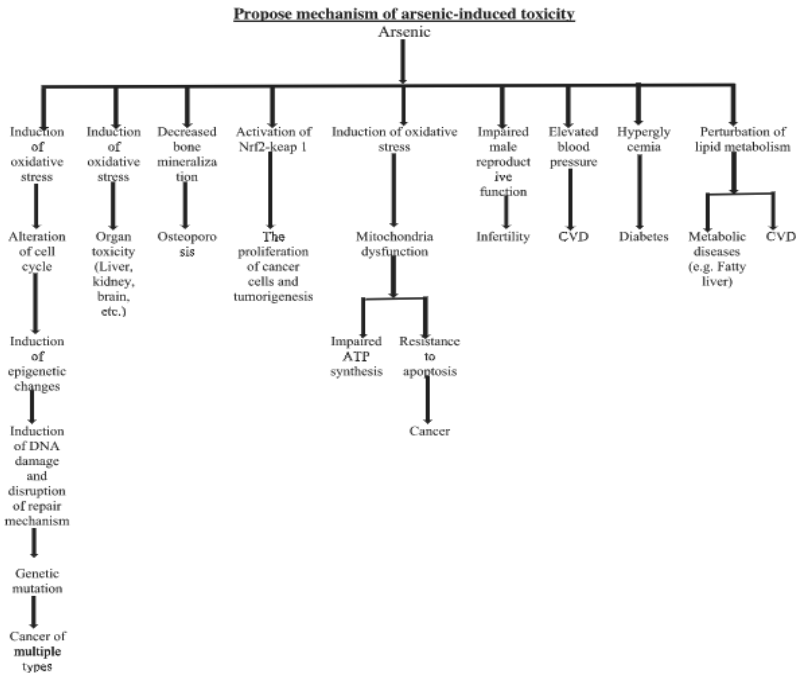 Propose mechanism of arsenic-induced toxicity
Arsenic
Induction
of
oxidative
stress
Alteration
of cell
cycle
Induction
of
epigenetic
changes
Induction
of DNA
damage
and
disruption
of repair
mechanism
Genetic
mutation
Cancer of
multiple
types
Induction
of
oxidative
stress
Organ
toxicity
(Liver,
kidney,
brain,
etc.)
Decreased
bone
mineraliza
tion
Osteoporo
sis
Activation of
Nrf2-keap 1
The
proliferation
of cancer
cells and
tumorigenesis
Induction of oxidative
stress
Mitochondria
dysfunction
Impaired
ATP
synthesis
Resistance
to
apoptosis
Cancer
Impaired
male
reproduct
ive
function
Infertility
Elevated
blood
pressure
CVD
Hypergly
cemia
Diabetes
Perturbation of
lipid metabolism
Metabolic
diseases
(e.g. Fatty
liver)
CVD